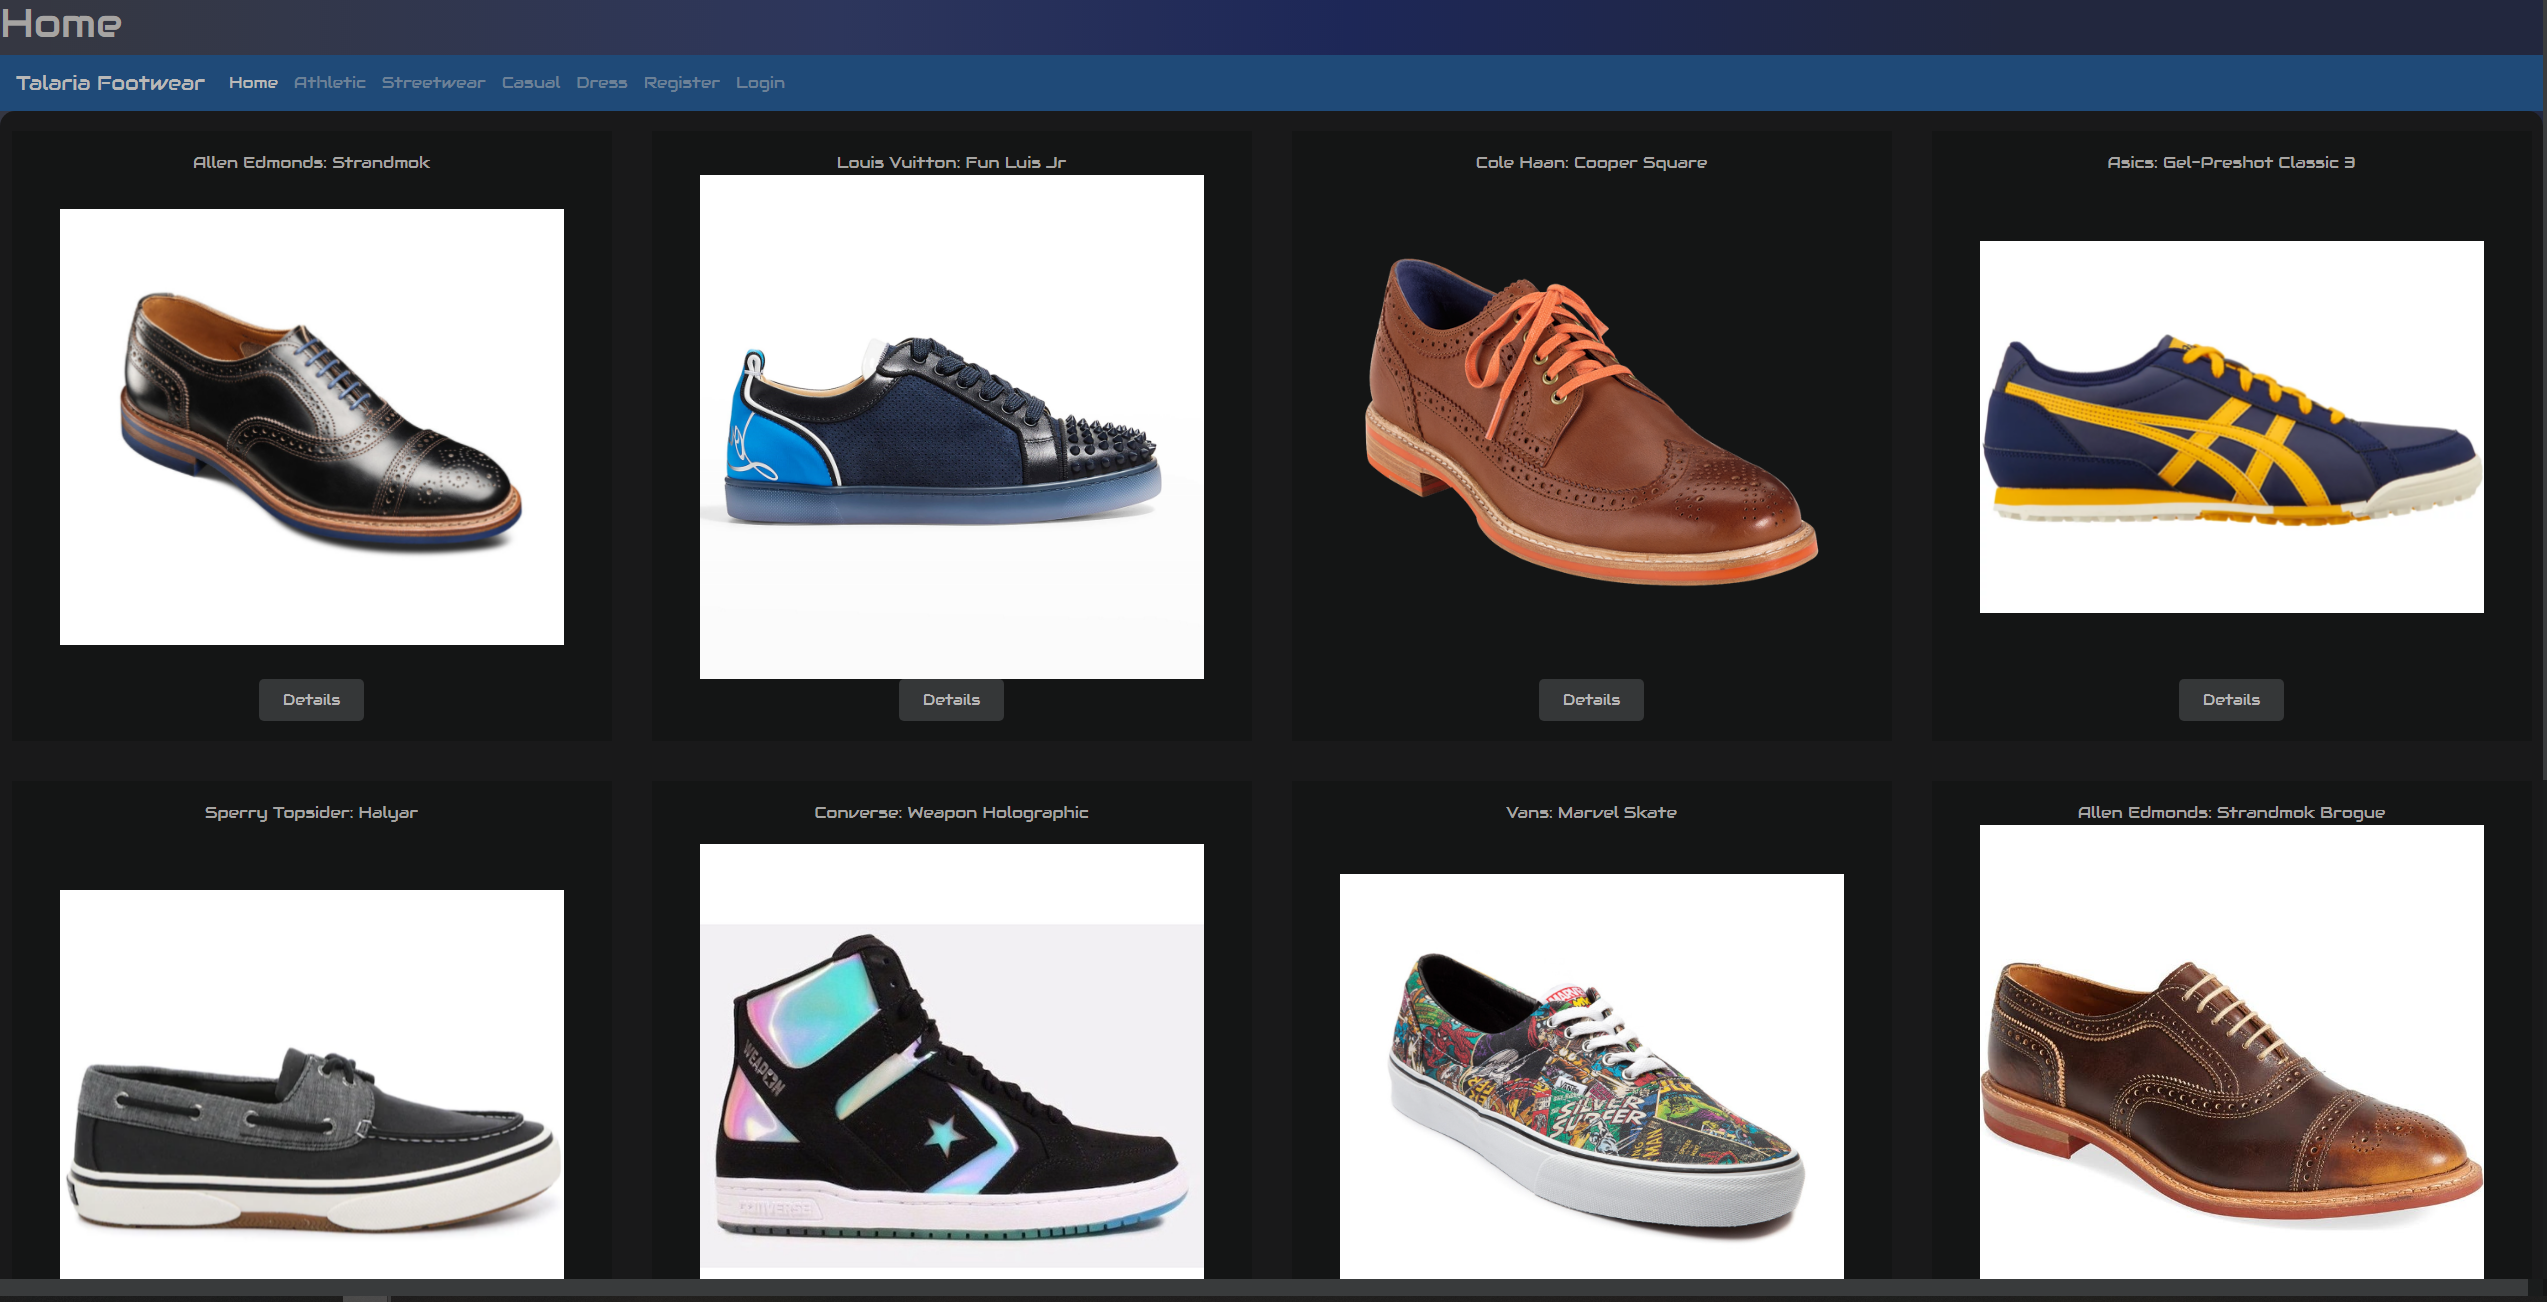 Home
Talaria Footwear Home Athletic Streetwear Casual Dress Register Login
Allen Edmonds: Strandmok
Louis Vuitton: Fun Luis Jr
Cole Haan: Cooper Square
Asics: Gel-Preshot Classic 3
Details
Details
Details
Details
Sperry Topsider: Halyar
Converse: Weapon Holographic
Vans: Marvel Skate
Allen Edmonds: Strandmok Brogue
WEAPON
CONVERSE
MARVEL
VANS
SILVER
SURFER